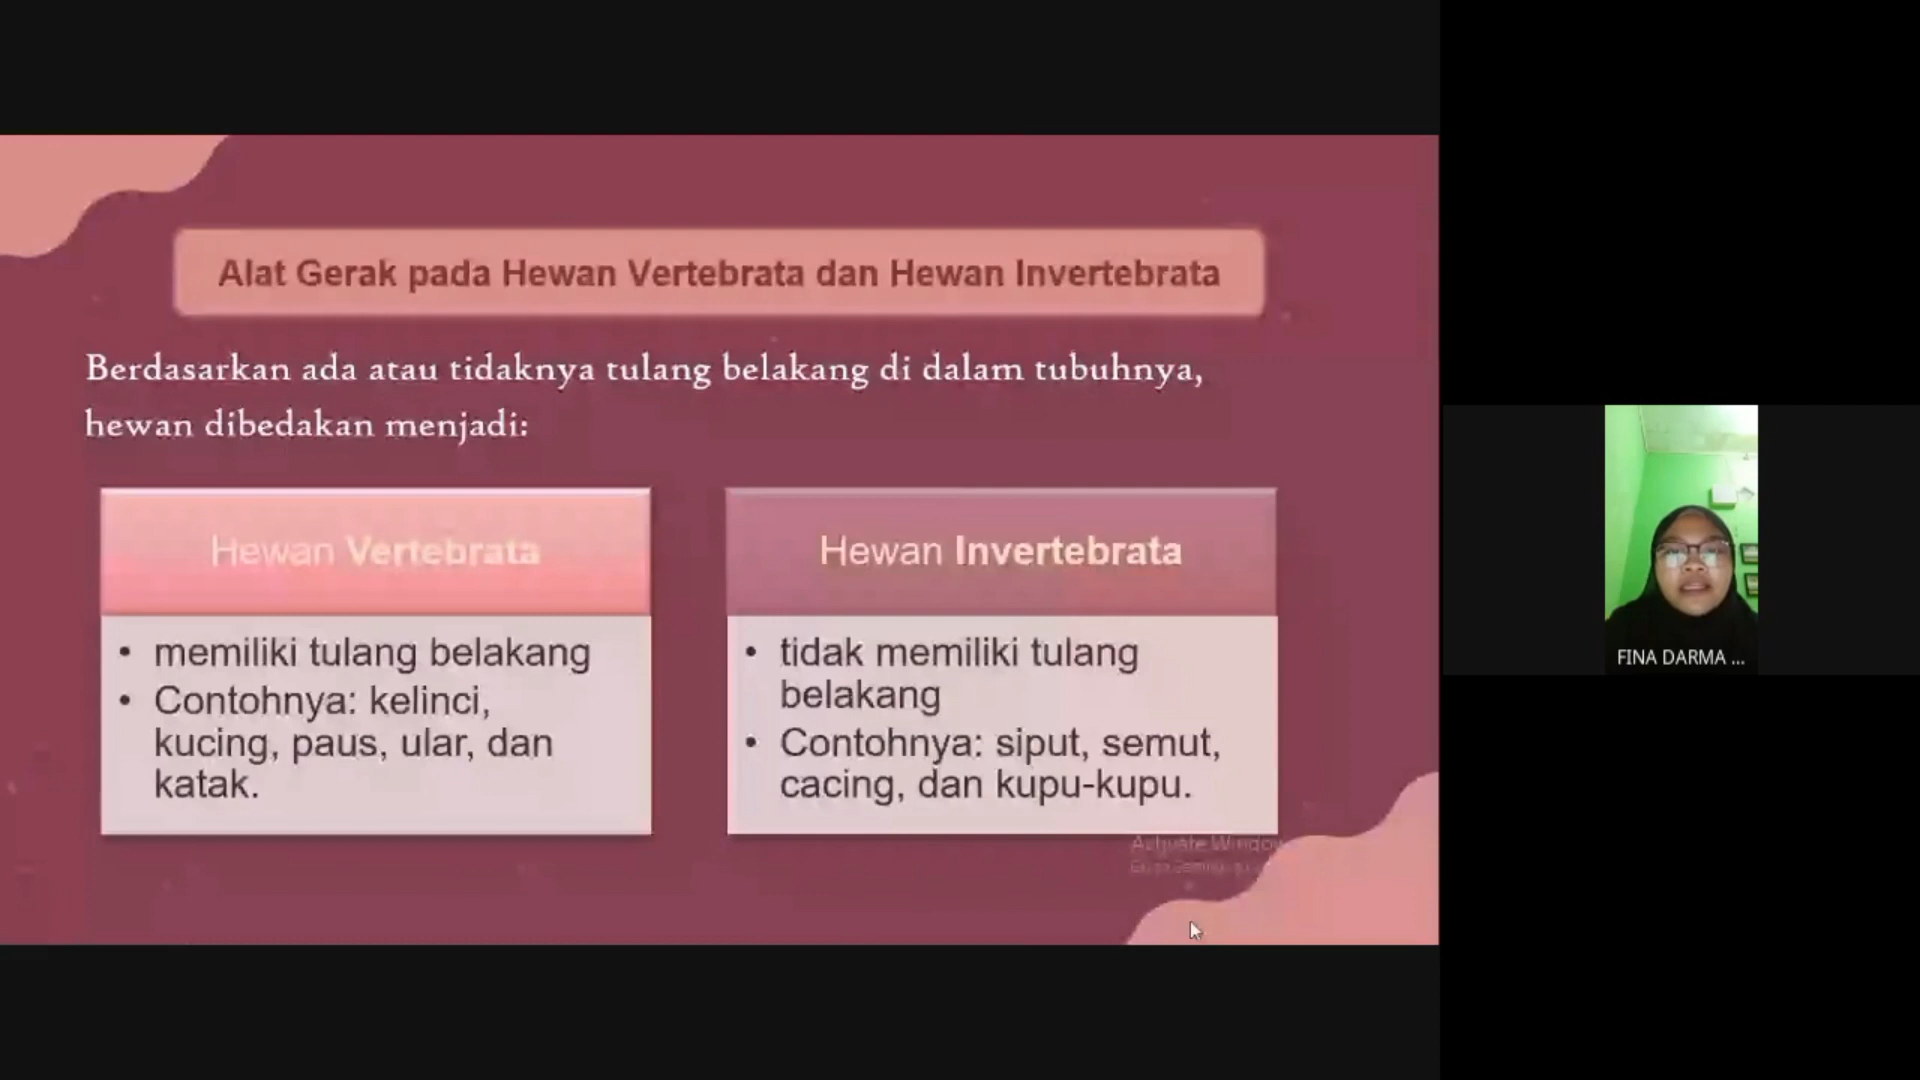 Alat Gerak pada Hewan Vertebrata dan Hewan Invertebrata
Berdasarkan ada atau tidaknya tulang belakang di dalam tubuhnya,
hewan dibedakan menjadi:
Hewan Vertebrata
• memiliki tulang belakang
• Contohnya: kelinci,
kucing, paus, ular, dan
katak.
Hewan Invertebrata
• tidak memiliki tulang
belakang
• Contohnya: siput, semut,
cacing, dan kupu-kupu.
Activate Window
FINA DARMA ...